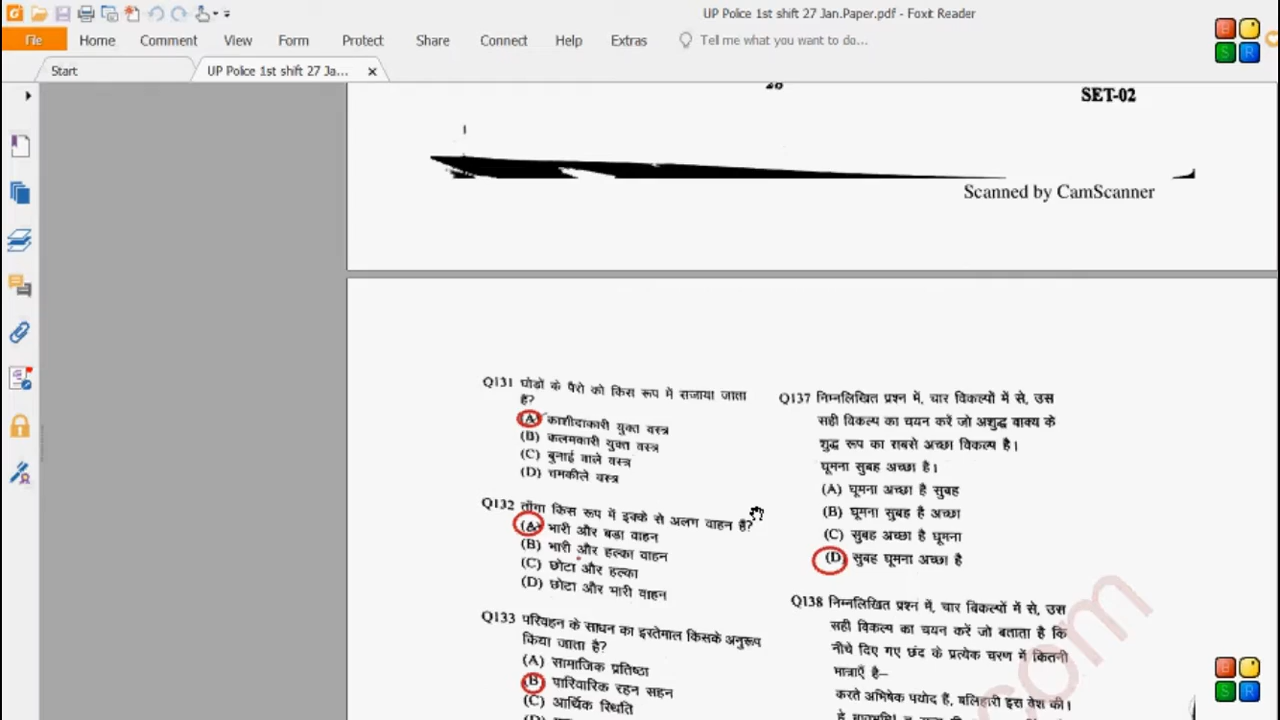 UP Police 1st shift 27 Jan.Paper.pdf - Foxit Reader
File Home Comment View Form Protect Share Connect Help Extras Tell me what you want to do...
B S R
Start UP Police 1st shift 27 Ja...
SET-02
Scanned by CamScanner
Q131 घोडों के पैरो को किस रूप में सजाया जाता
है?
(A) काशीदाकारी युक्त वस्त्र
(B) कलमकारी युक्त वस्त्र
(C) बुनाई वाले वस्त्र
(D) चमकीले वस्त्र
Q132 ताँगा किस रूप में इक्के से अलग वाहन है?
(A) भारी और बडा वाहन
(B) भारी और हल्का वाहन
(C) छोटा और हल्का
(D) छोटा और भारी वाहन
Q133 परिवहन के साधन का इस्तेमाल किसके अनुरूप
किया जाता है?
(A) सामाजिक प्रतिष्ठा
(B) पारिवारिक रहन सहन
(C) आर्थिक स्थिति
(D)
Q137 निम्नलिखित प्रश्न में, चार विकल्पों में से, उस
सही विकल्प का चयन करें जो अशुद्ध वाक्य के
शुद्ध रूप का सबसे अच्छा विकल्प है।
घूमना सुबह अच्छा है।
(A) घूमना अच्छा है सुबह
(B) घूमना सुबह है अच्छा
(C) सुबह अच्छा है घूमना
(D) सुबह घूमना अच्छा है
Q138 निम्नलिखित प्रश्न में, चार विकल्पों में से, उस
सही विकल्प का चयन करें जो बताता है कि
नीचे दिए गए छंद के प्रत्येक चरण में कितनी
मात्राएँ है–
करते अभिषेक पयोद हैं, बलिहारी इस वेश की।
com
B S R